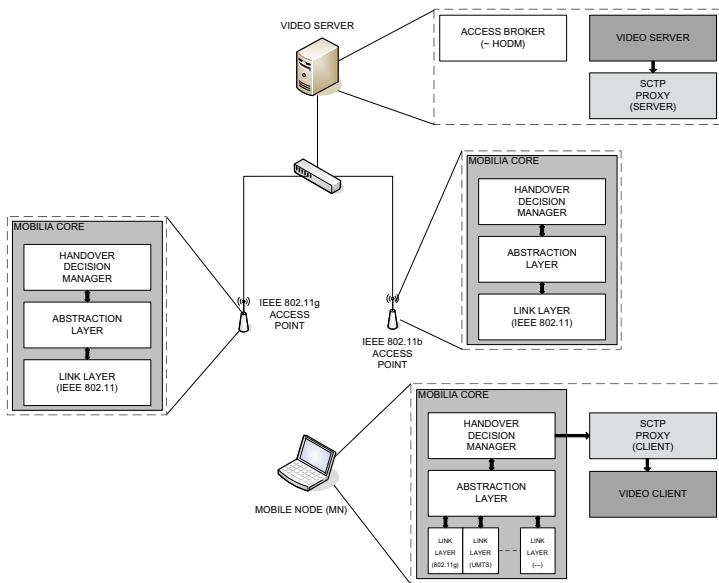 VIDEO SERVER
ACCESS BROKER
(~ HODM)
VIDEO SERVER
SCTP
PROXY
(SERVER)
MOBILIA CORE
HANDOVER
DECISION
MANAGER
ABSTRACTION
LAYER
LINK LAYER
(IEEE 802.11)
MOBILIA CORE
HANDOVER
DECISION
MANAGER
ABSTRACTION
LAYER
LINK LAYER
(IEEE 802.11)
IEEE 802.11g
ACCESS
POINT
IEEE 802.11b
ACCESS
POINT
MOBILIA CORE
HANDOVER
DECISION
MANAGER
SCTP
PROXY
(CLIENT)
ABSTRACTION
LAYER
VIDEO CLIENT
MOBILE NODE (MN)
LINK
LAYER
(802.11g)
LINK
LAYER
(UMTS)
LINK
LAYER
(---)